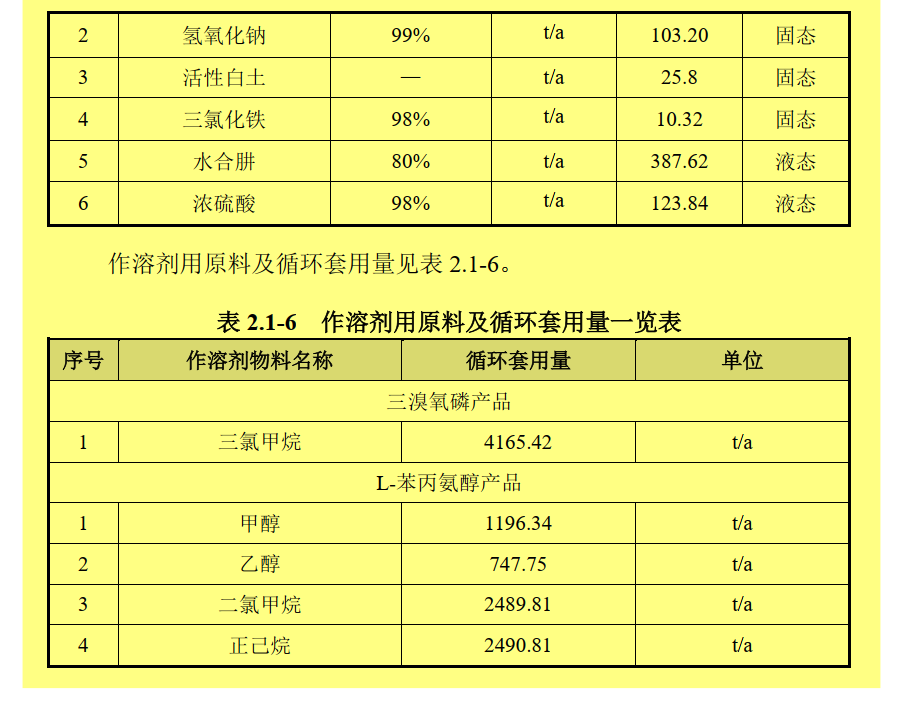 2 氢氧化钠 99% t/a 103.20 固态
3 活性白土 — t/a 25.8 固态
4 三氯化铁 98% t/a 10.32 固态
5 水合肼 80% t/a 387.62 液态
6 浓硫酸 98% t/a 123.84 液态
作溶剂用原料及循环套用量见表 2.1-6。
表 2.1-6 作溶剂用原料及循环套用量一览表
序号 作溶剂物料名称 循环套用量 单位
三溴氧磷产品
1 三氯甲烷 4165.42 t/a
L-苯丙氨醇产品
1 甲醇 1196.34 t/a
2 乙醇 747.75 t/a
3 二氯甲烷 2489.81 t/a
4 正己烷 2490.81 t/a